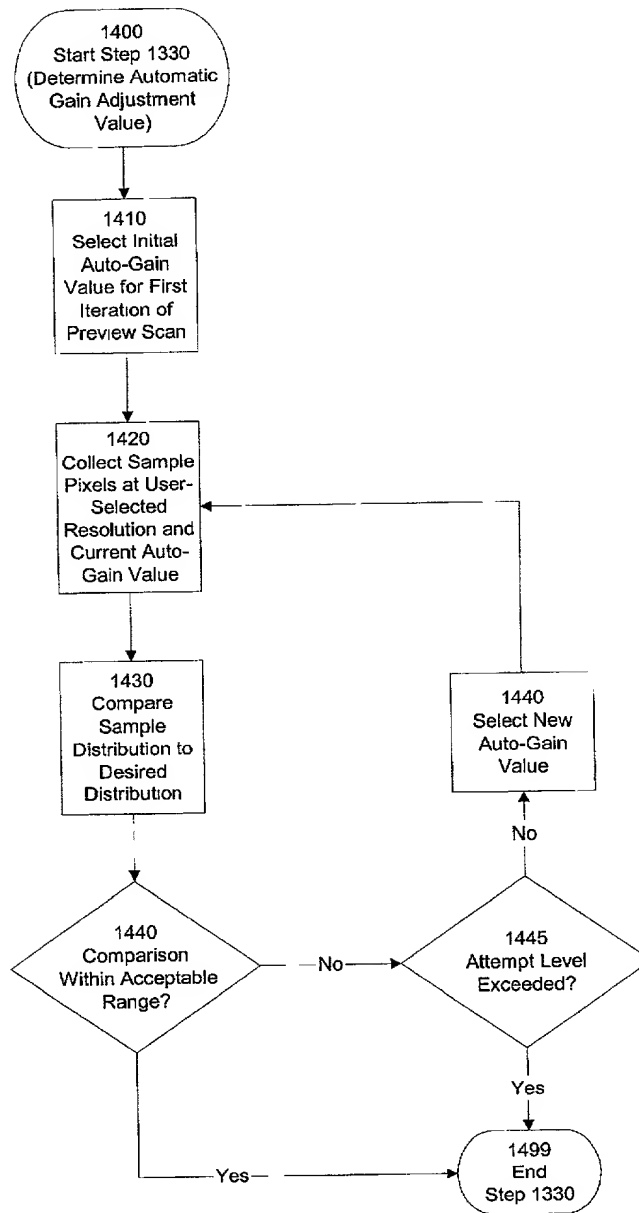 1400
Start Step 1330
(Determine Automatic
Gain Adjustment
Value)
1410
Select Initial
Auto-Gain
Value for First
Iteration of
Preview Scan
1420
Collect Sample
Pixels at User-
Selected
Resolution and
Current Auto-
Gain Value
1430
Compare
Sample
Distribution to
Desired
Distribution
1440
Select New
Auto-Gain
Value
No
1440
Comparison
Within Acceptable
Range?
No
1445
Attempt Level
Exceeded?
Yes
Yes
1499
End
Step 1330